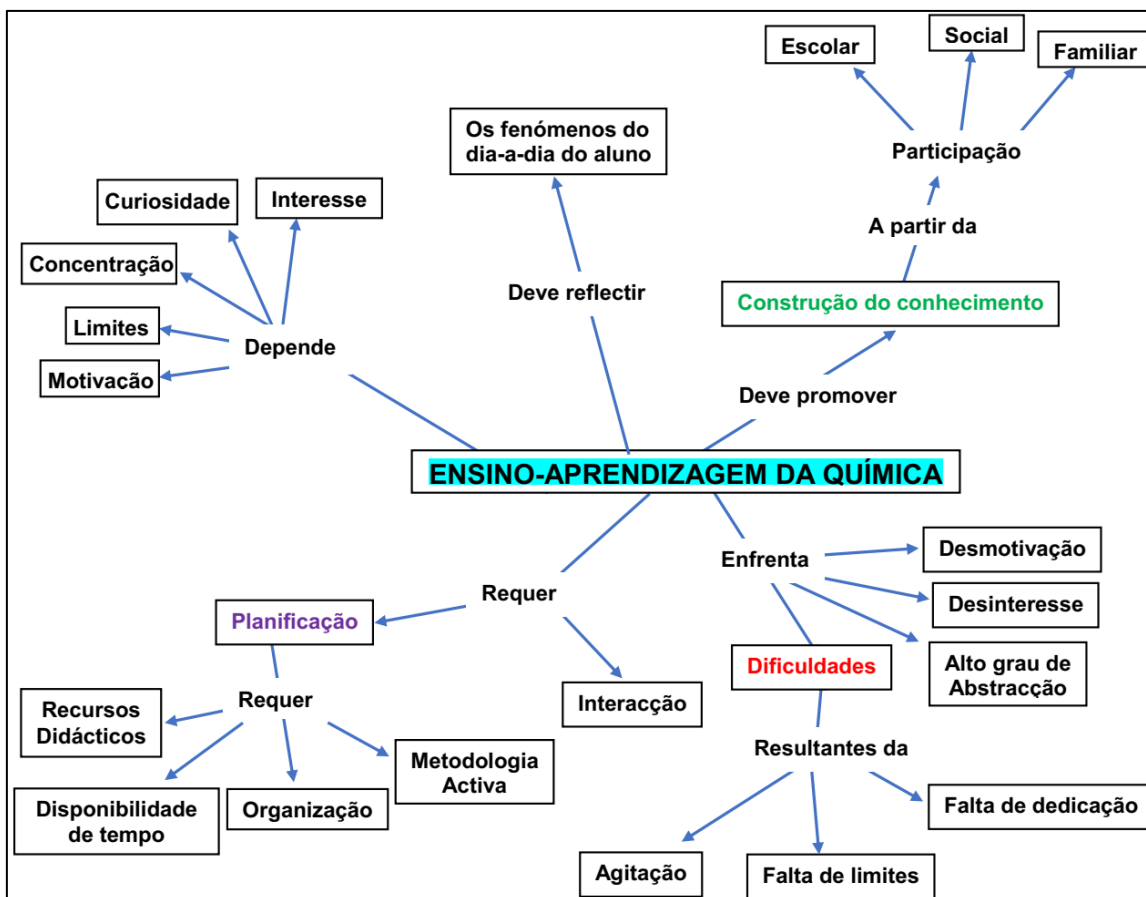 Escolar
Social
Familiar
Participação
A partir da
Construção do conhecimento
Deve promover
Os fenómenos do
dia-a-dia do aluno
Deve reflectir
Curiosidade
Interesse
Concentração
Limites
Motivação
Depende
ENSINO-APRENDIZAGEM DA QUÍMICA
Requer
Planificação
Interacção
Requer
Recursos
Didácticos
Disponibilidade
de tempo
Organização
Metodologia
Activa
Enfrenta
Desmotivação
Desinteresse
Alto grau de
Abstracção
Dificuldades
Resultantes da
Agitação
Falta de limites
Falta de dedicação